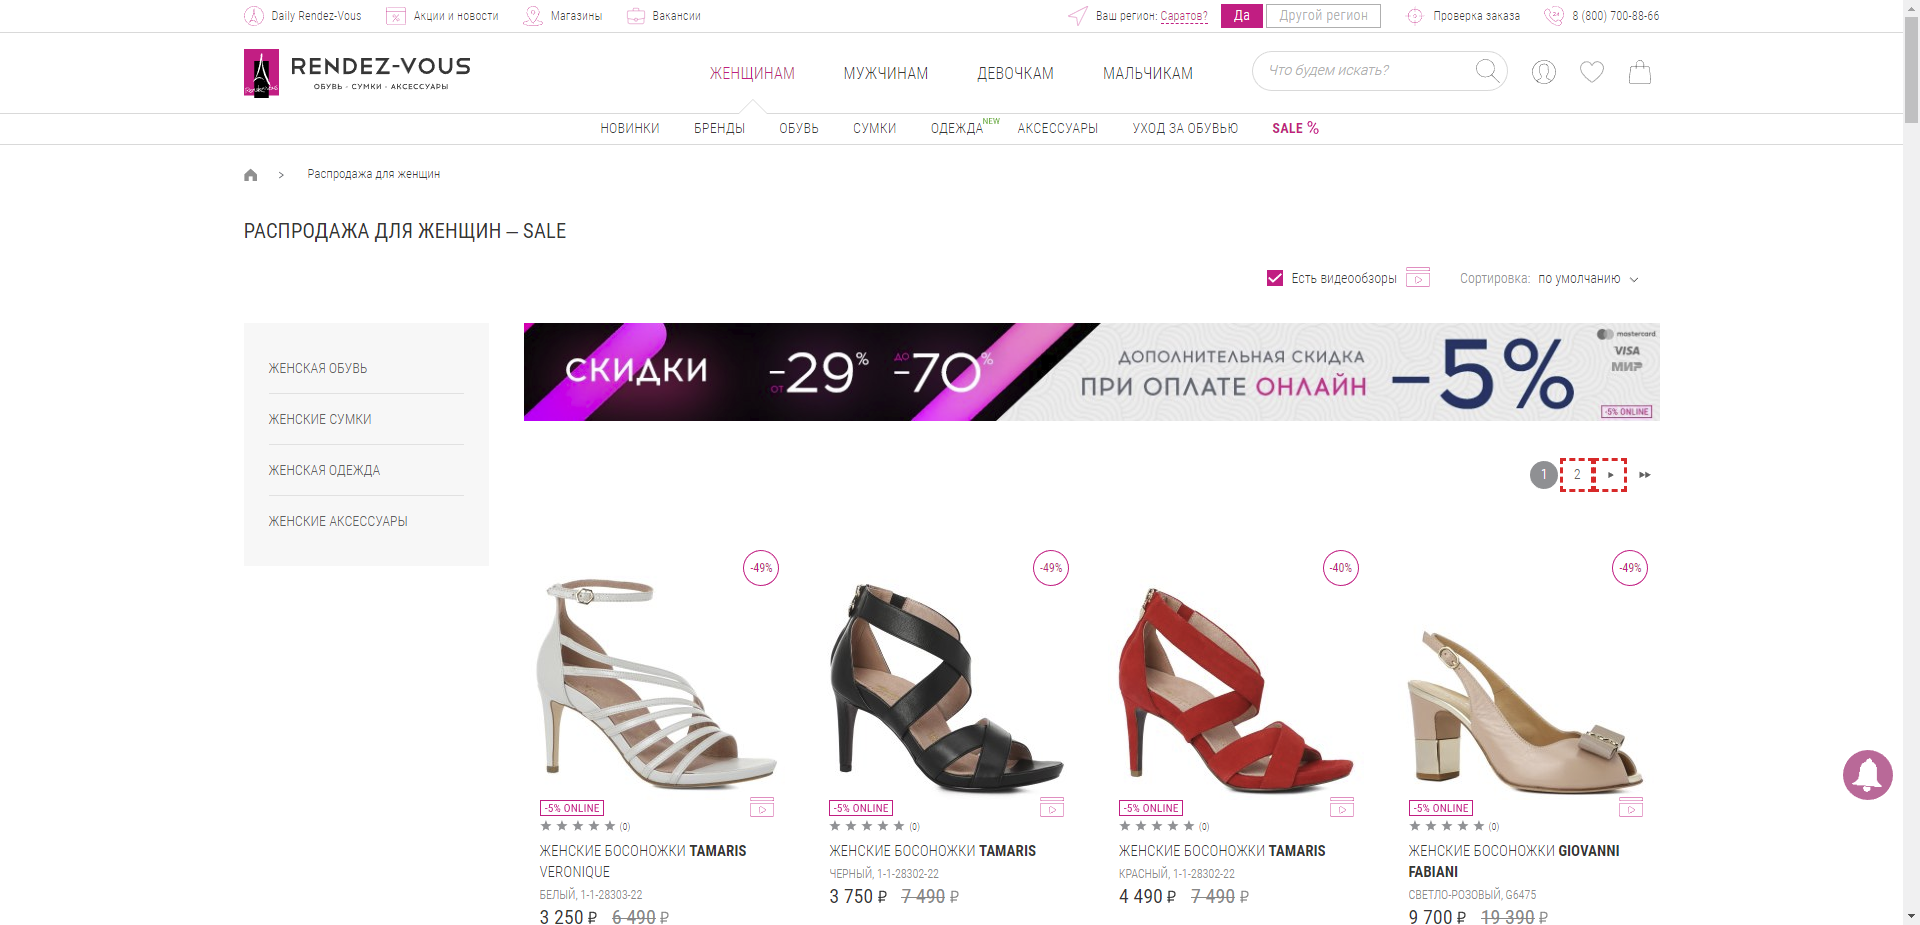 Daily Rendez-Vous Акции и новости Магазины Вакансии Ваш регион: Саратов? Да Другой регион Проверка заказа 8 (800) 700-88-66
RENDEZ-VOUS
ОБУВЬ · СУМКИ · АКСЕССУАРЫ
ЖЕНЩИНАМ МУЖЧИНАМ ДЕВОЧКАМ МАЛЬЧИКАМ Что будем искать?
НОВИНКИ БРЕНДЫ ОБУВЬ СУМКИ ОДЕЖДА NEW АКСЕССУАРЫ УХОД ЗА ОБУВЬЮ SALE %
> Распродажа для женщин
РАСПРОДАЖА ДЛЯ ЖЕНЩИН — SALE
Есть видеообзоры Сортировка: по умолчанию
ЖЕНСКАЯ ОБУВЬ
ЖЕНСКИЕ СУМКИ
ЖЕНСКАЯ ОДЕЖДА
ЖЕНСКИЕ АКСЕССУАРЫ
СКИДКИ ОТ -29% ДО -70%
ДОПОЛНИТЕЛЬНАЯ СКИДКА
ПРИ ОПЛАТЕ ОНЛАЙН
-5%
mastercard
VISA
МИР
-5% ONLINE
1 2
-49% -49% -40% -49%
-5% ONLINE
(0)
ЖЕНСКИЕ БОСОНОЖКИ TAMARIS
VERONIQUE
БЕЛЫЙ, 1-1-28303-22
3 250 ₽ 6 490 ₽
-5% ONLINE
(0)
ЖЕНСКИЕ БОСОНОЖКИ TAMARIS
ЧЕРНЫЙ, 1-1-28302-22
3 750 ₽ 7 490 ₽
-5% ONLINE
(0)
ЖЕНСКИЕ БОСОНОЖКИ TAMARIS
КРАСНЫЙ, 1-1-28302-22
4 490 ₽ 7 490 ₽
-5% ONLINE
(0)
ЖЕНСКИЕ БОСОНОЖКИ GIOVANNI
FABIANI
СВЕТЛО-РОЗОВЫЙ, G6475
9 700 ₽ 19 390 ₽